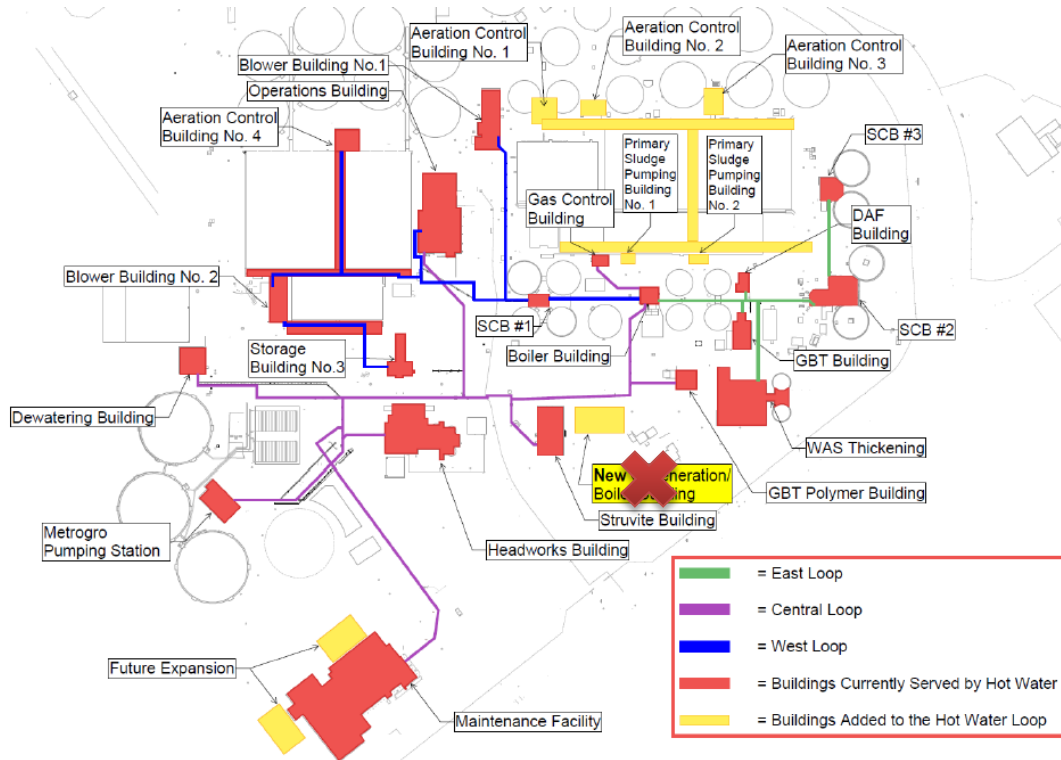 Aeration Control
Building No. 1
Aeration Control
Building No. 2
Aeration Control
Building No. 3
Blower Building No.1
Operations Building
Aeration Control
Building No. 4
SCB #3
Primary
Sludge
Pumping
Building
No. 1
Primary
Sludge
Pumping
Building
No. 2
Gas Control
Building
DAF
Building
Blower Building No. 2
SCB #1
SCB #2
Boiler Building
GBT Building
Storage
Building No.3
Dewatering Building
WAS Thickening
New
GBT Polymer Building
Struvite Building
Metrogro
Pumping Station
Headworks Building
Future Expansion
Maintenance Facility
= East Loop
= Central Loop
= West Loop
= Buildings Currently Served by Hot Water
= Buildings Added to the Hot Water Loop